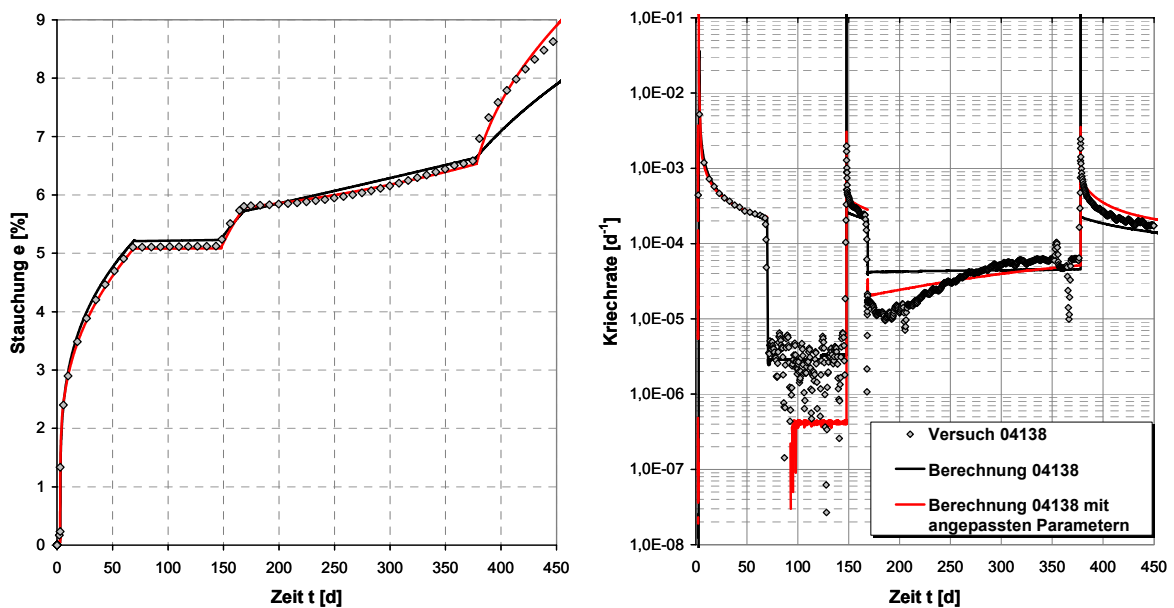 Stauchung e [%]
9
8
7
6
5
4
3
2
1
0
0 50 100 150 200 250 300 350 400 450
Zeit t [d]
Kriechrate [d-1]
1,0E-01
1,0E-02
1,0E-03
1,0E-04
1,0E-05
1,0E-06
1,0E-07
1,0E-08
0 50 100 150 200 250 300 350 400 450
Zeit t [d]
Versuch 04138
Berechnung 04138
Berechnung 04138 mit
angepassten Parametern